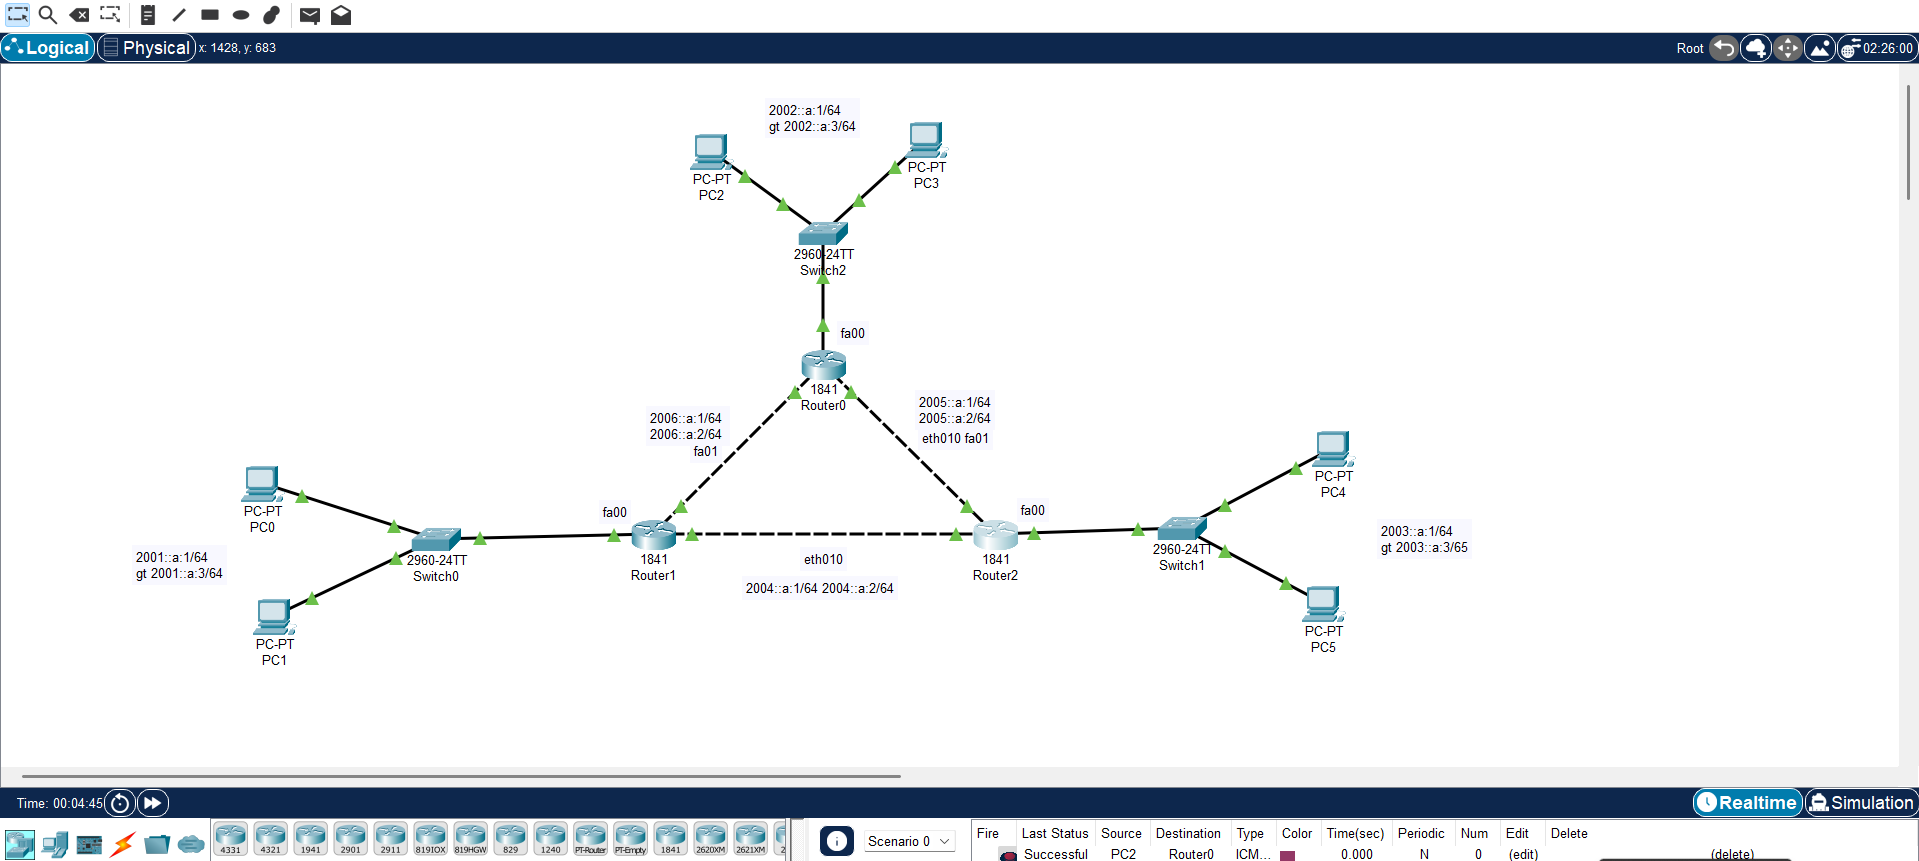 Logical
Physical
x: 1428, y: 683
Root
02:26:00
2002::a:1/64
gt 2002::a:3/64
PC-PT
PC2
PC-PT
PC3
2960-24TT
Switch2
fa00
1841
Router0
2006::a:1/64
2006::a:2/64
fa01
2005::a:1/64
2005::a:2/64
eth010 fa01
PC-PT
PC0
2001::a:1/64
gt 2001::a:3/64
PC-PT
PC1
2960-24TT
Switch0
fa00
1841
Router1
eth010
2004::a:1/64 2004::a:2/64
fa00
1841
Router2
2960-24TT
Switch1
PC-PT
PC4
2003::a:1/64
gt 2003::a:3/65
PC-PT
PC5
Time: 00:04:45
Realtime
Simulation
4331 4321 1941 2901 2911 819IOX 819HGW 829 1240 PT-Router PT-Empty 1841 2620XM 2621XM
Scenario 0
Fire Last Status Source Destination Type Color Time(sec) Periodic Num Edit Delete
Successful PC2 Router0 ICM... 0.000 N 0 (edit) (delete)